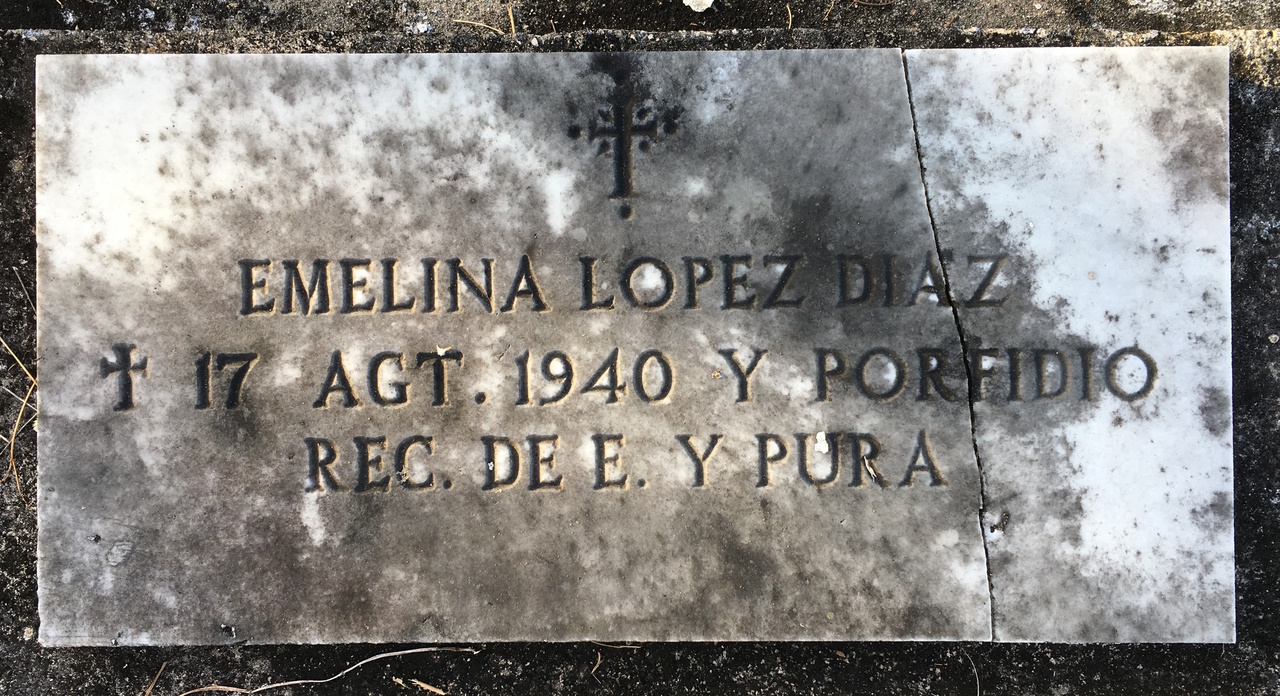 EMELINA LOPEZ DIAZ
† 17 AGT. 1940 Y PORFIDIO
REC. DE E. Y PURA